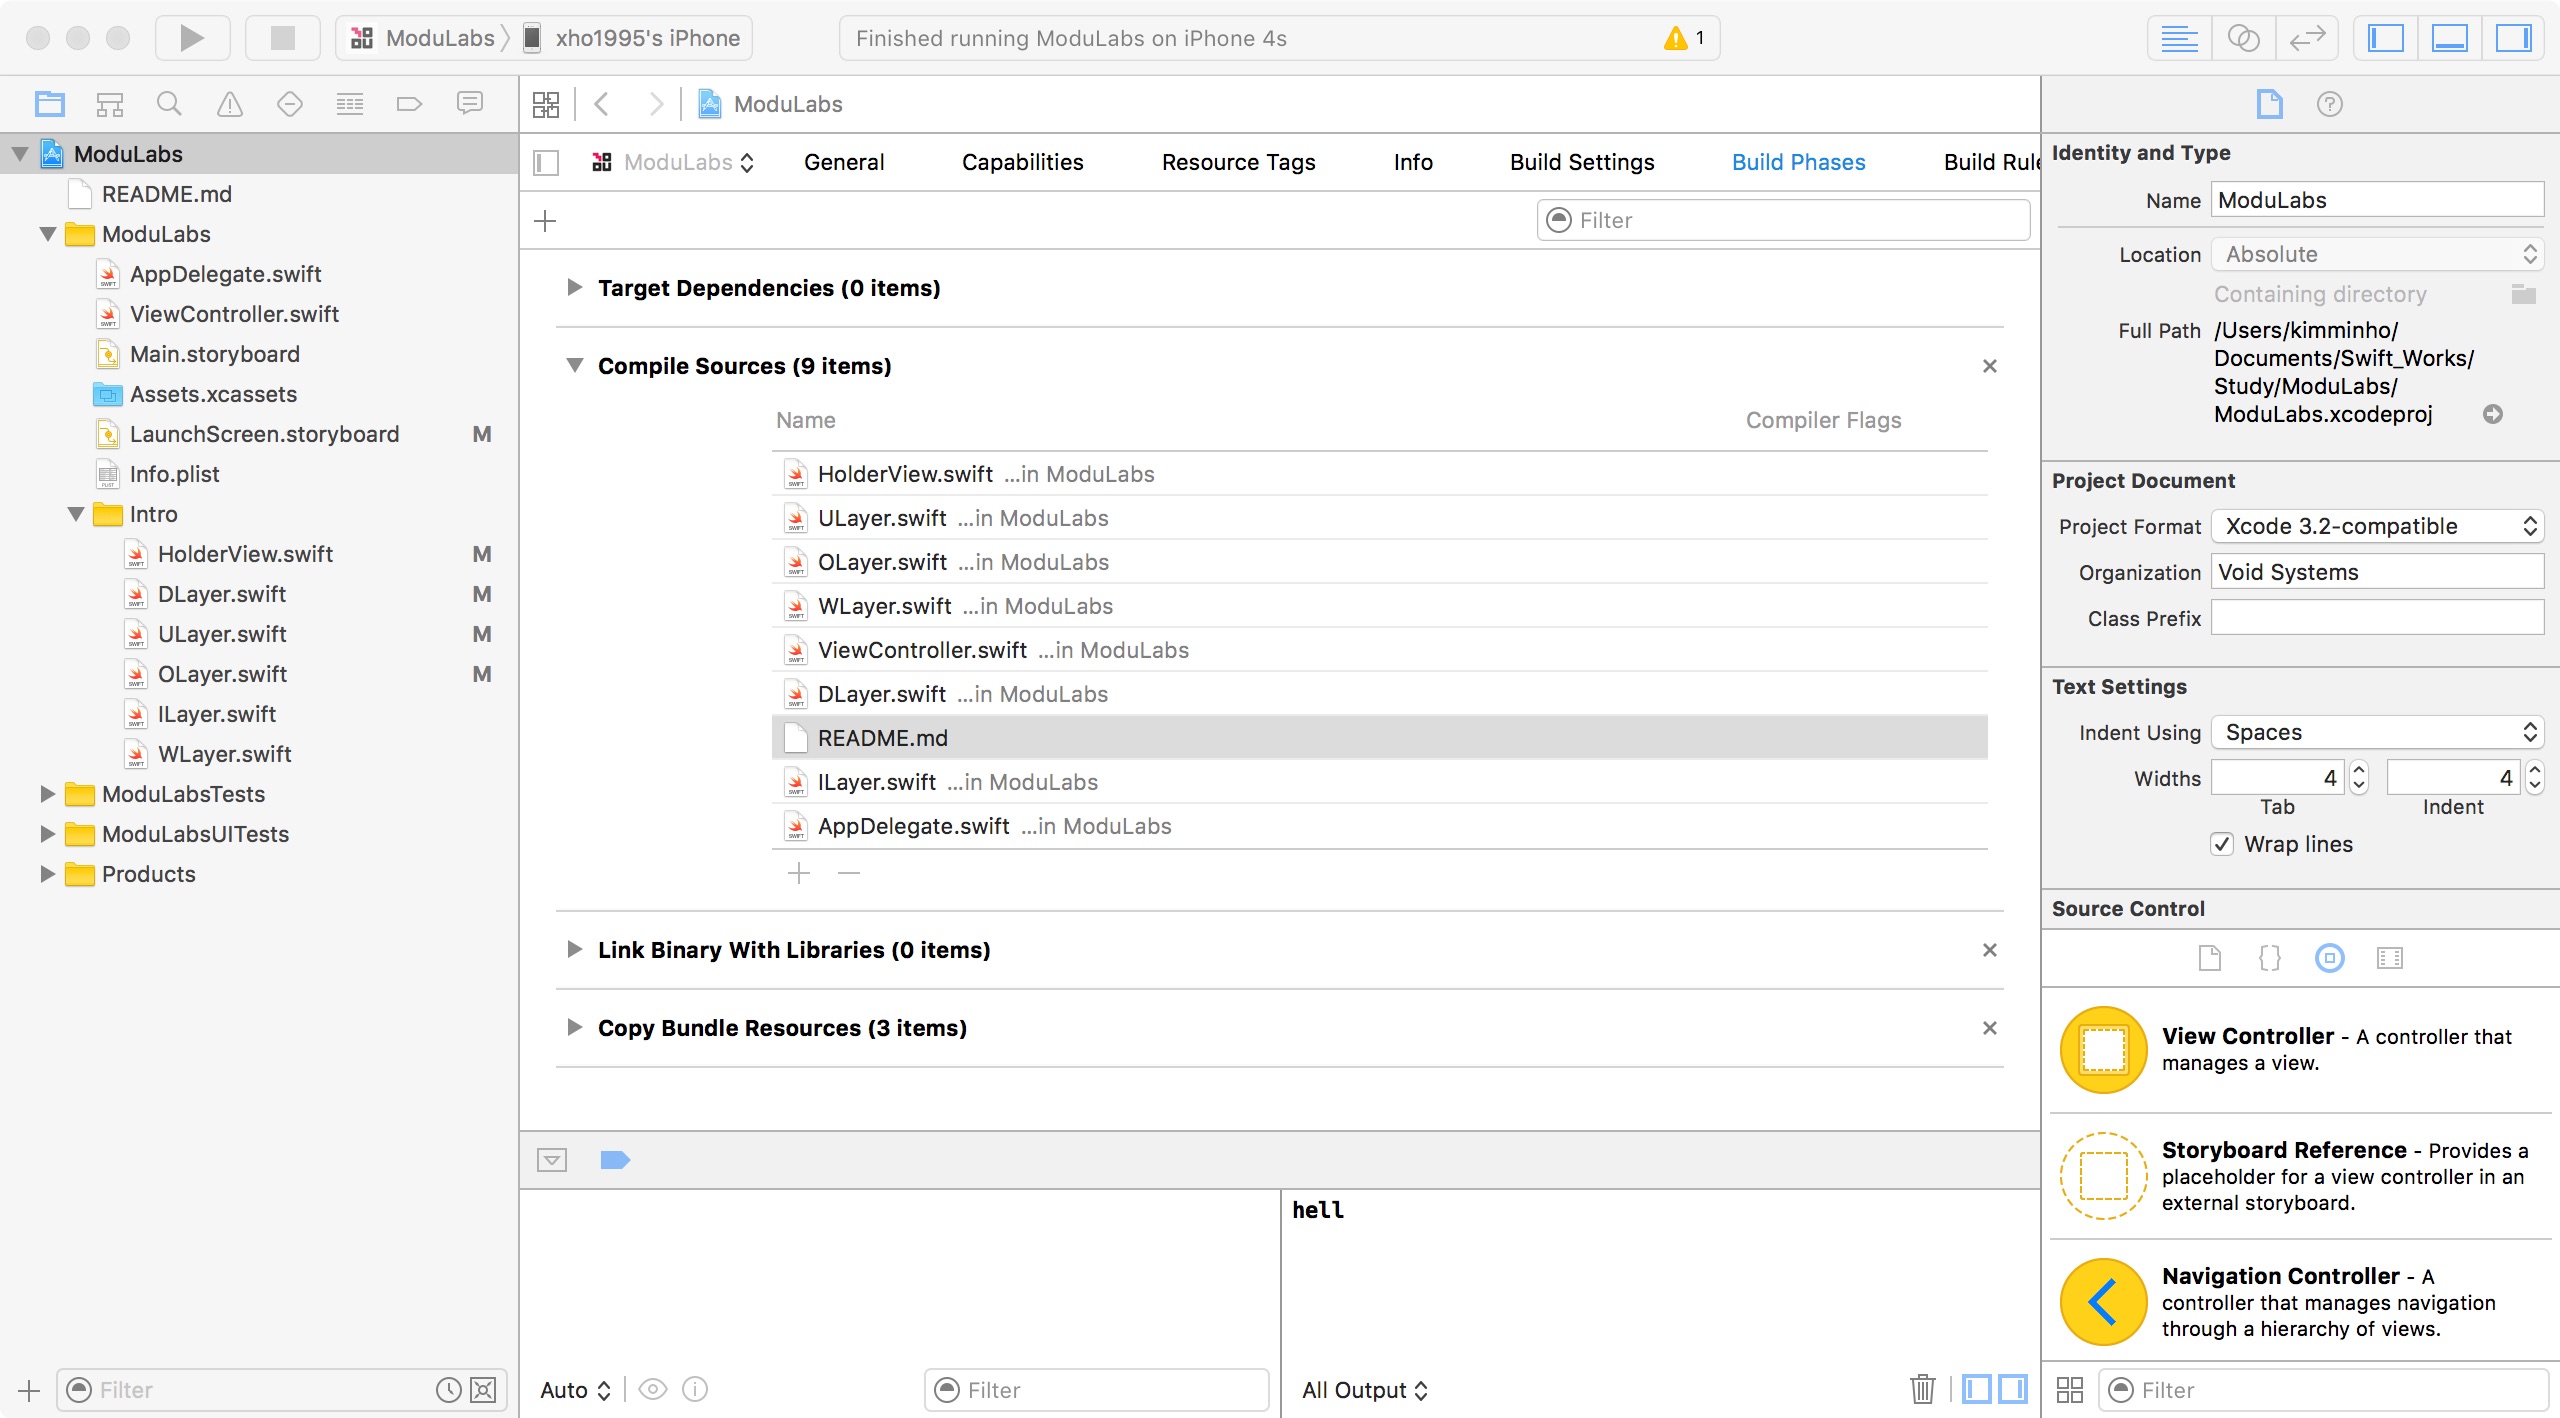 ModuLabs xho1995's iPhone
Finished running ModuLabs on iPhone 4s 1
ModuLabs
README.md
ModuLabs
AppDelegate.swift
ViewController.swift
Main.storyboard
Assets.xcassets
LaunchScreen.storyboard M
Info.plist
Intro
HolderView.swift M
DLayer.swift M
ULayer.swift M
OLayer.swift M
ILayer.swift
WLayer.swift
ModuLabsTests
ModuLabsUITests
Products
Filter
ModuLabs
ModuLabs General Capabilities Resource Tags Info Build Settings Build Phases Build Rule
Filter
Target Dependencies (0 items)
Compile Sources (9 items)
Name Compiler Flags
HolderView.swift ...in ModuLabs
ULayer.swift ...in ModuLabs
OLayer.swift ...in ModuLabs
WLayer.swift ...in ModuLabs
ViewController.swift ...in ModuLabs
DLayer.swift ...in ModuLabs
README.md
ILayer.swift ...in ModuLabs
AppDelegate.swift ...in ModuLabs
Link Binary With Libraries (0 items)
Copy Bundle Resources (3 items)
hell
Auto
Filter
All Output
Identity and Type
Name ModuLabs
Location Absolute
Containing directory
Full Path /Users/kimminho/
Documents/Swift_Works/
Study/ModuLabs/
ModuLabs.xcodeproj
Project Document
Project Format Xcode 3.2-compatible
Organization Void Systems
Class Prefix
Text Settings
Indent Using Spaces
Widths 4 4
Tab Indent
Wrap lines
Source Control
View Controller - A controller that
manages a view.
Storyboard Reference - Provides a
placeholder for a view controller in an
external storyboard.
Navigation Controller - A
controller that manages navigation
through a hierarchy of views.
Filter